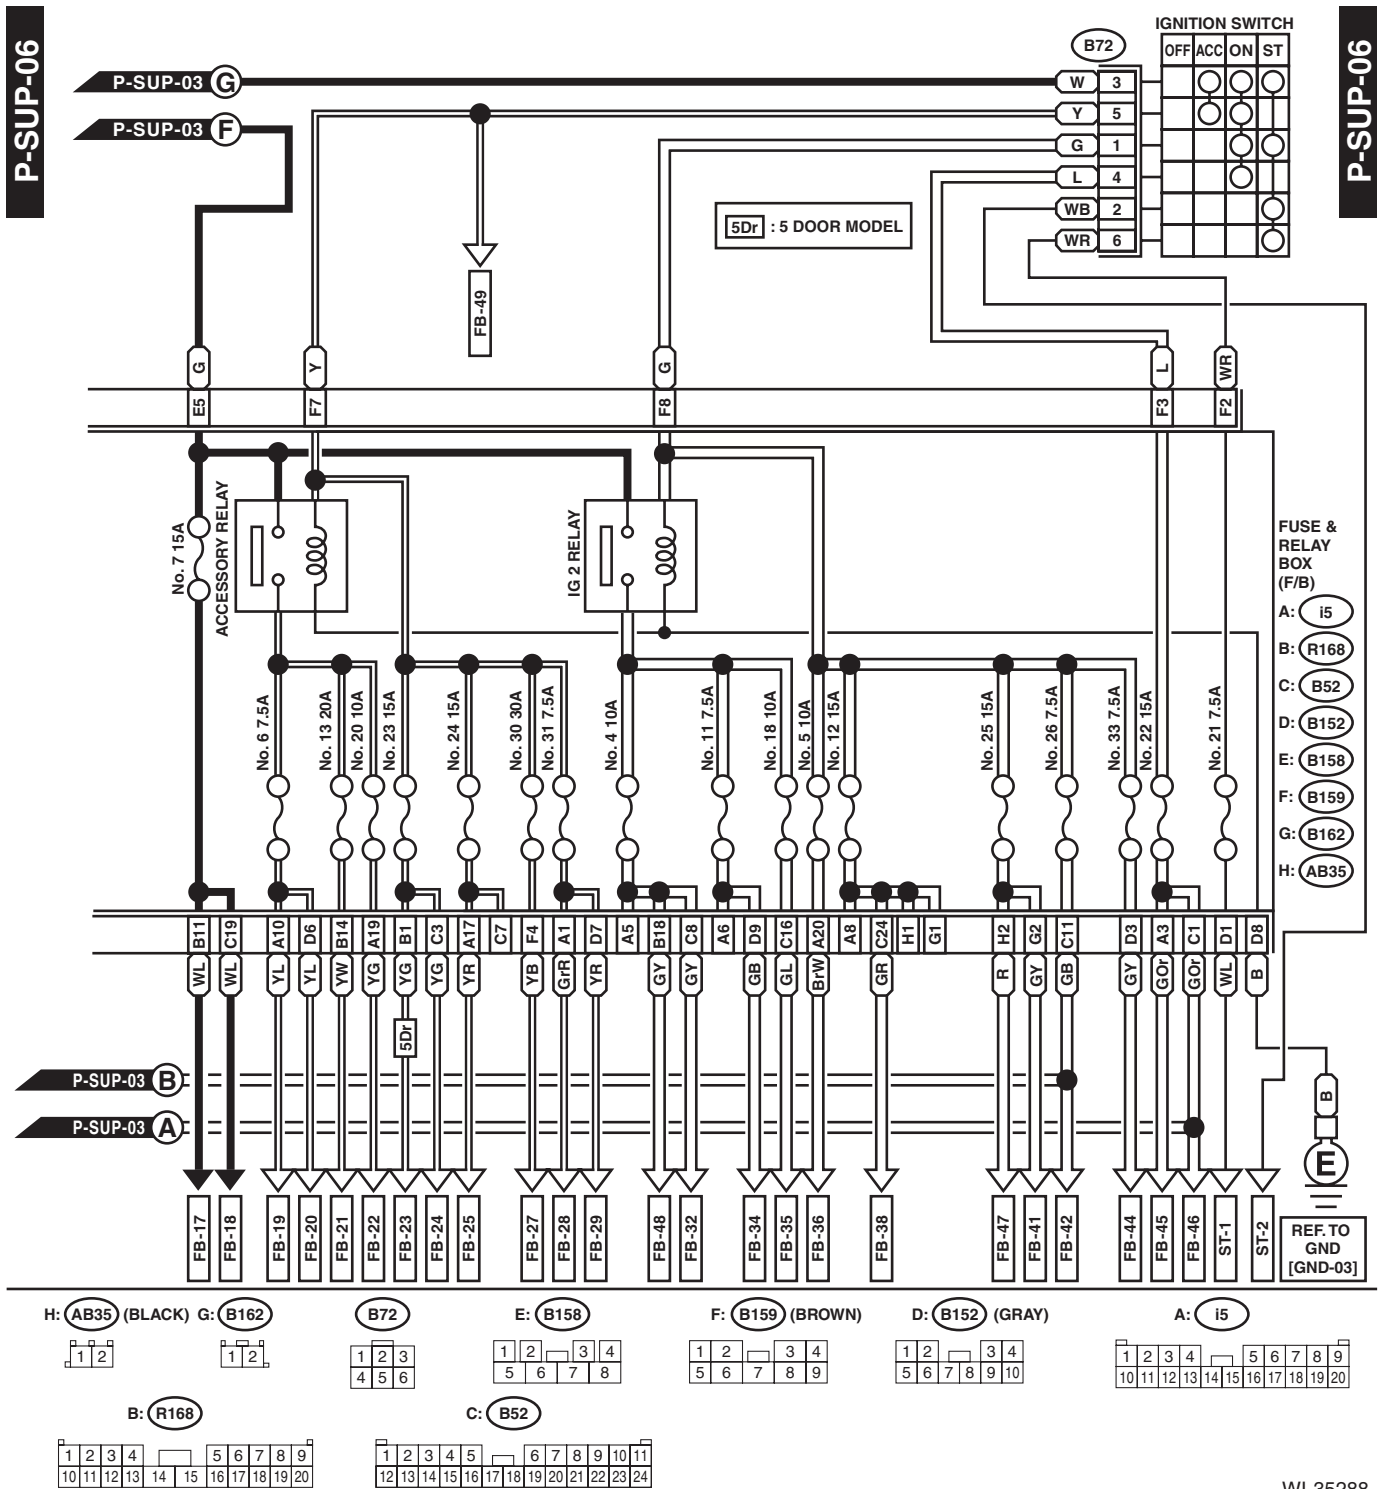 P-SUP-06
P-SUP-06
IGNITION SWITCH
OFF ACC ON ST
B72
P-SUP-03 G
W 3
P-SUP-03 F
Y 5
G 1
L 4
WB 2
WR 6
5Dr : 5 DOOR MODEL
FB-49
G Y G L WR
E5 F7 F8 F3 F2
No. 7 15A
ACCESSORY RELAY
IG 2 RELAY
FUSE &
RELAY
BOX
(F/B)
A: i5
B: R168
C: B52
D: B152
E: B158
F: B159
G: B162
H: AB35
No. 6 7.5A
No. 13 20A
No. 20 10A
No. 23 15A
No. 24 15A
No. 30 30A
No. 31 7.5A
No. 4 10A
No. 11 7.5A
No. 18 10A
No. 5 10A
No. 12 15A
No. 25 15A
No. 26 7.5A
No. 33 7.5A
No. 22 15A
No. 21 7.5A
B11 C19 A10 D6 B14 A19 B1 C3 A17 C7 F4 A1 D7 A5 B18 C8 A6 D9 C16 A20 A8 C24 H1 G1 H2 G2 C11 D3 A3 C1 D1 D8
WL WL YL YL YW YG YG YG YR YB GrR YR GY GY GB GL BrW GR R GY GB GY GOr GOr WL B
5Dr
P-SUP-03 B
B
P-SUP-03 A
E
FB-17 FB-18 FB-19 FB-20 FB-21 FB-22 FB-23 FB-24 FB-25 FB-27 FB-28 FB-29 FB-48 FB-32 FB-34 FB-35 FB-36 FB-38 FB-47 FB-41 FB-42 FB-44 FB-45 FB-46 ST-1 ST-2
REF. TO
GND
[GND-03]
H: AB35 (BLACK) G: B162 B72 E: B158 F: B159 (BROWN) D: B152 (GRAY) A: i5
1 2 1 2 1 2 3 1 2 3 4 1 2 3 4 1 2 3 4 1 2 3 4 5 6 7 8 9
4 5 6 5 6 7 8 5 6 7 8 9 5 6 7 8 9 10 10 11 12 13 14 15 16 17 18 19 20
B: R168 C: B52
1 2 3 4 5 6 7 8 9 1 2 3 4 5 6 7 8 9 10 11
10 11 12 13 14 15 16 17 18 19 20 12 13 14 15 16 17 18 19 20 21 22 23 24
WI-35288